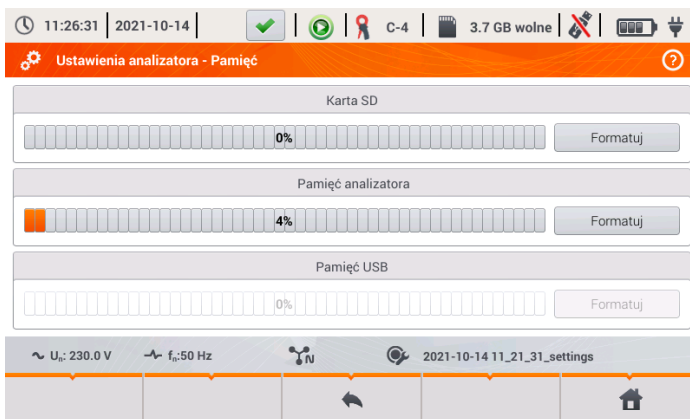 11:26:31 2021-10-14 C-4 3.7 GB wolne
Ustawienia analizatora - Pamięć ?
Karta SD
0% Formatuj
Pamięć analizatora
4% Formatuj
Pamięć USB
0% Formatuj
Uₙ: 230.0 V fₙ:50 Hz N 2021-10-14 11_21_31_settings